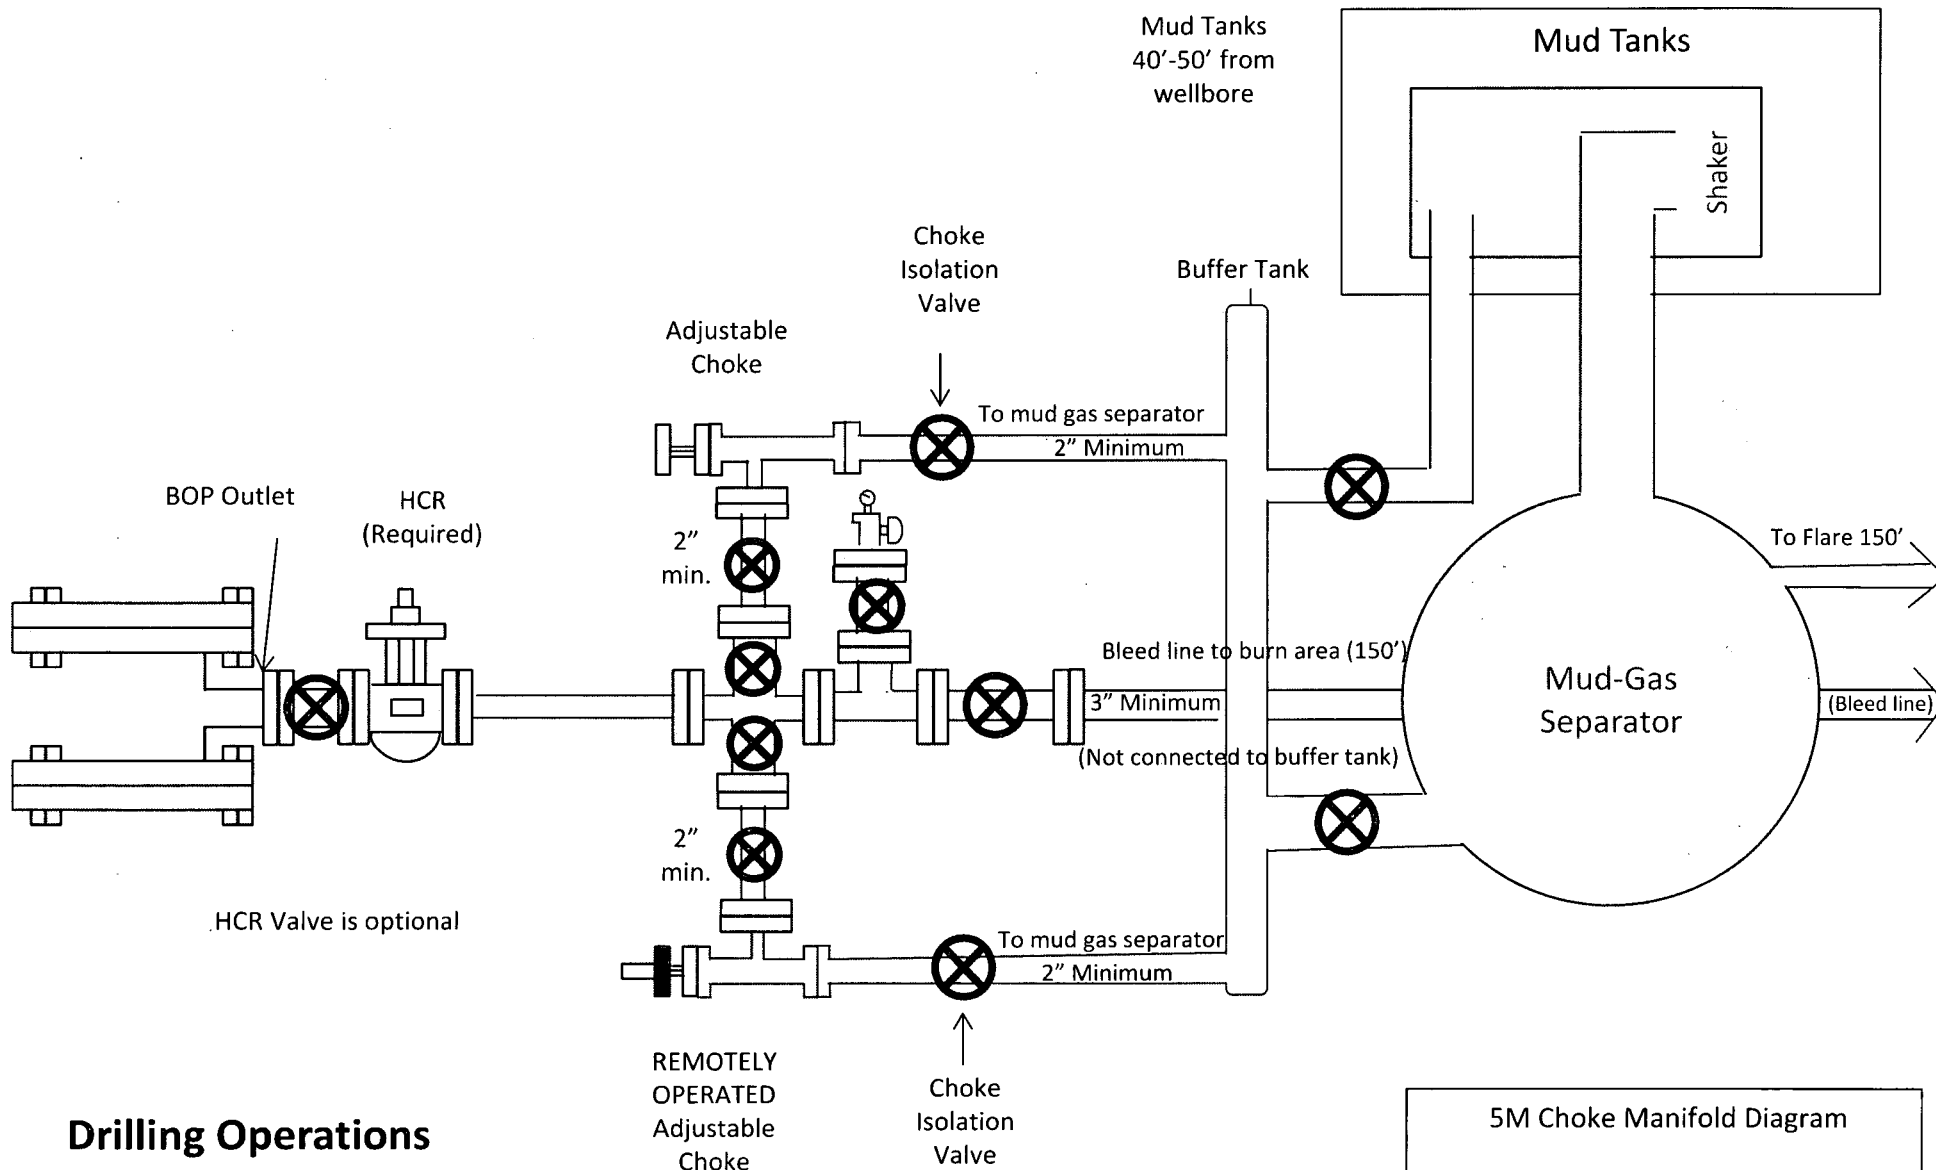 Mud Tanks
40'-50' from
wellbore
Mud Tanks
Shaker
Choke
Isolation
Valve
Buffer Tank
Adjustable
Choke
To mud gas separator
2” Minimum
BOP Outlet
HCR
(Required)
2”
min.
To Flare 150'
Bleed line to burn area (150')
3” Minimum
(Not connected to buffer tank)
Mud-Gas
Separator
(Bleed line)
2”
min.
HCR Valve is optional
To mud gas separator
2” Minimum
REMOTELY
OPERATED
Adjustable
Choke
Choke
Isolation
Valve
Drilling Operations
5M Choke Manifold Diagram